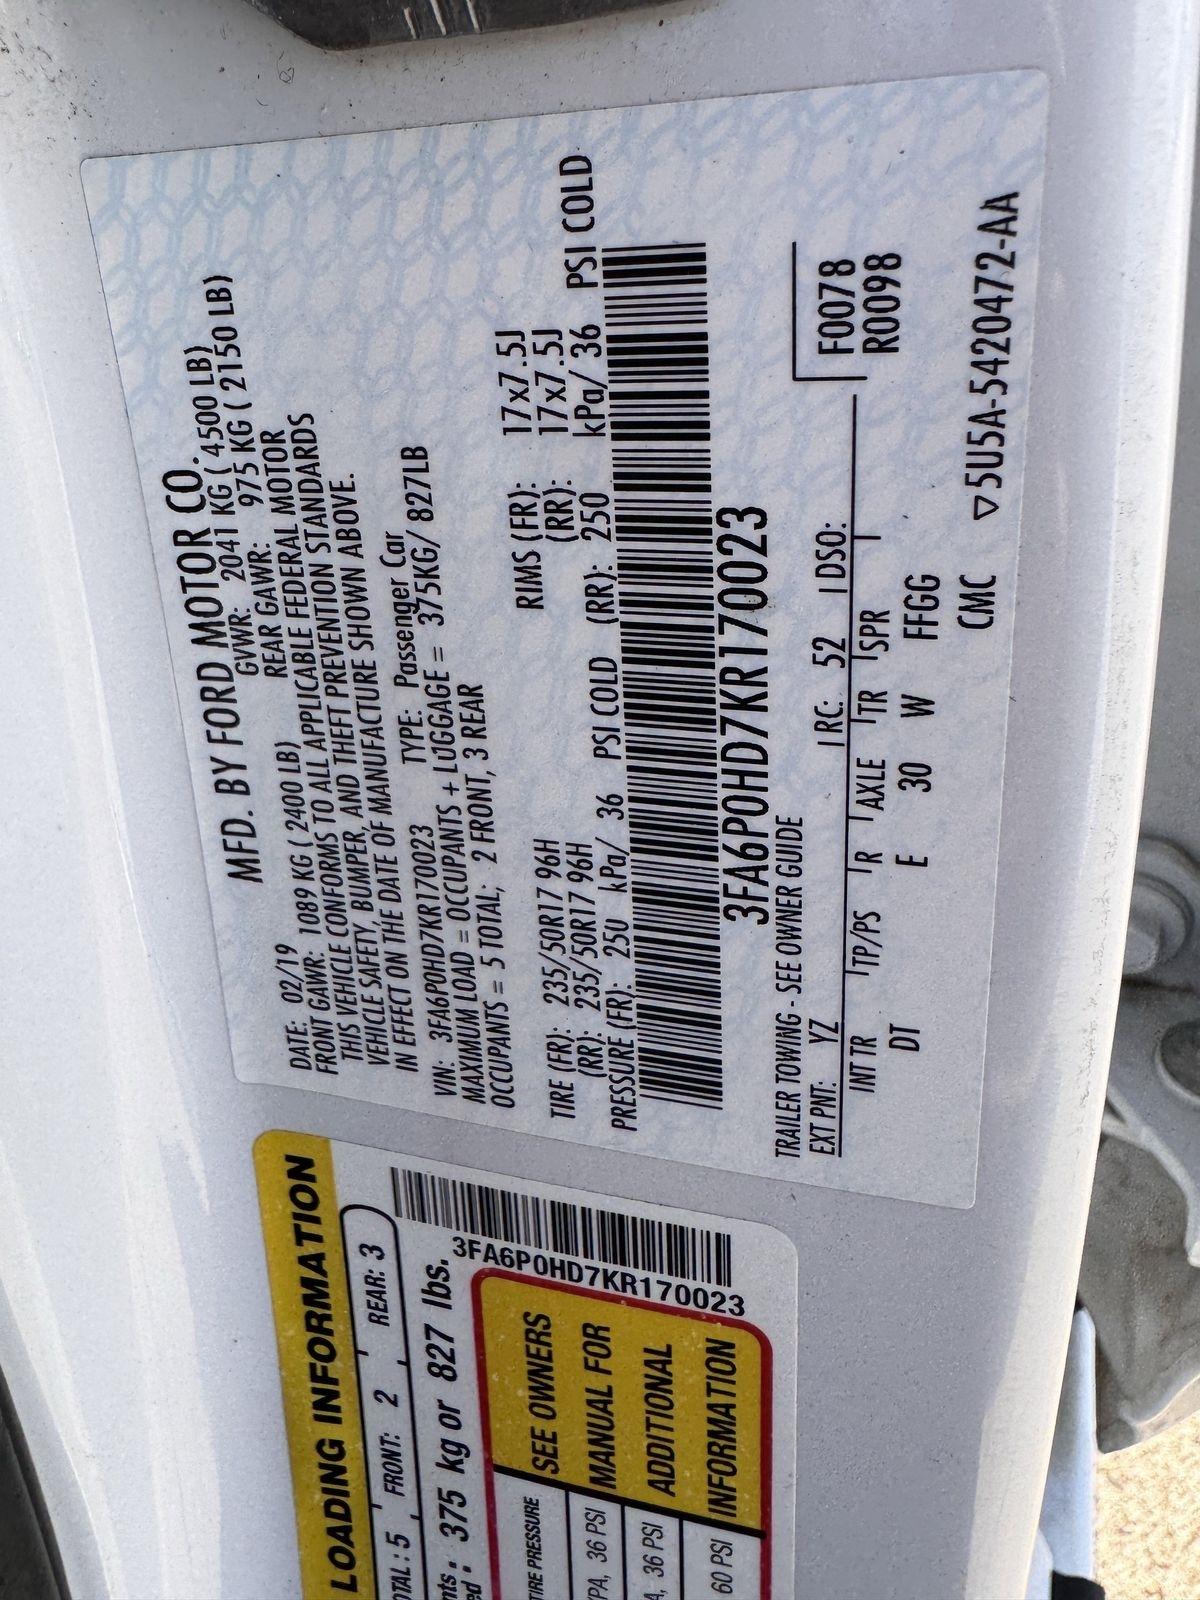 MFD. BY FORD MOTOR CO.
DATE: 02/19 GVWR: 2041 KG ( 4500 LB)
FRONT GAWR: 1089 KG ( 2400 LB) REAR GAWR: 975 KG ( 2150 LB)
THIS VEHICLE CONFORMS TO ALL APPLICABLE FEDERAL MOTOR
VEHICLE SAFETY, BUMPER, AND THEFT PREVENTION STANDARDS
IN EFFECT ON THE DATE OF MANUFACTURE SHOWN ABOVE.
VIN: 3FA6P0HD7KR170023 TYPE: Passenger Car
MAXIMUM LOAD = OCCUPANTS + LUGGAGE = 375KG/ 827LB
OCCUPANTS = 5 TOTAL; 2 FRONT, 3 REAR
TIRE (FR): 235/50R17 96H RIMS (FR): 17x7.5J
(RR): 235/50R17 96H (RR): 17x7.5J
PRESSURE (FR): 250 kPa/ 36 PSI COLD (RR): 250 kPa/ 36 PSI COLD
3FA6P0HD7KR170023
TRAILER TOWING - SEE OWNER GUIDE
F0078
R0098
EXT PNT: YZ RC: 52 DSO:
INT TR TP/PS R AXLE TR SPR
DT E 30 W FFGG
CMC ▽5U5A-5420472-AA
LOADING INFORMATION
OTAL : 5 FRONT: 2 REAR: 3
375 kg or 827 lbs.
3FA6P0HD7KR170023
TIRE PRESSURE
KPA, 36 PSI
A, 36 PSI
60 PSI
SEE OWNERS
MANUAL FOR
ADDITIONAL
INFORMATION